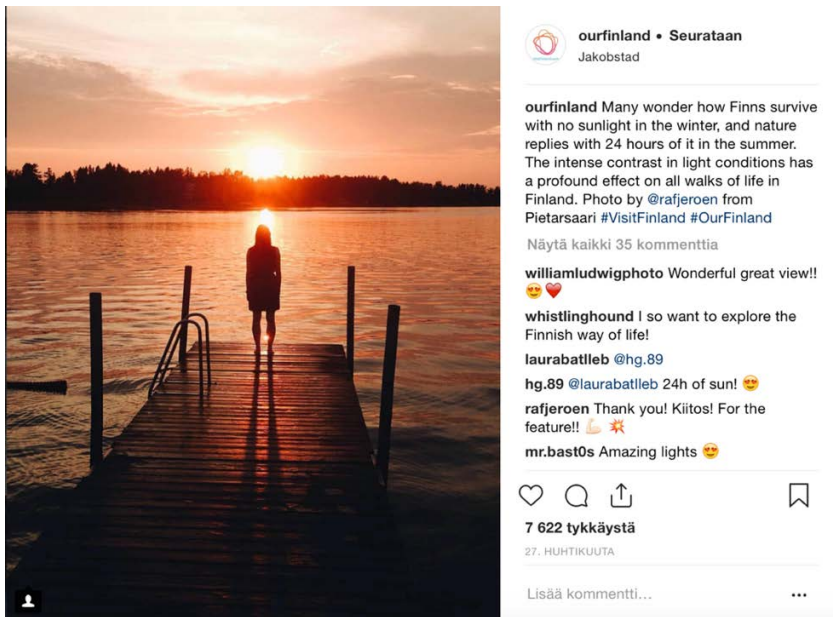 ourfinland • Seurataan
Jakobstad
ourfinland Many wonder how Finns survive
with no sunlight in the winter, and nature
replies with 24 hours of it in the summer.
The intense contrast in light conditions has
a profound effect on all walks of life in
Finland. Photo by @rafjeroen from
Pietarsaari #VisitFinland #OurFinland
Näytä kaikki 35 kommenttia
williamludwigphoto Wonderful great view!!
😍❤️
whistlinghound I so want to explore the
Finnish way of life!
laurabatlleb @hg.89
hg.89 @laurabatlleb 24h of sun! 😍
rafjeroen Thank you! Kiitos! For the
feature!! 💪🏻 💥
mr.bast0s Amazing lights 😍
7 622 tykkäystä
27. HUHTIKUUTA
Lisää kommentti...